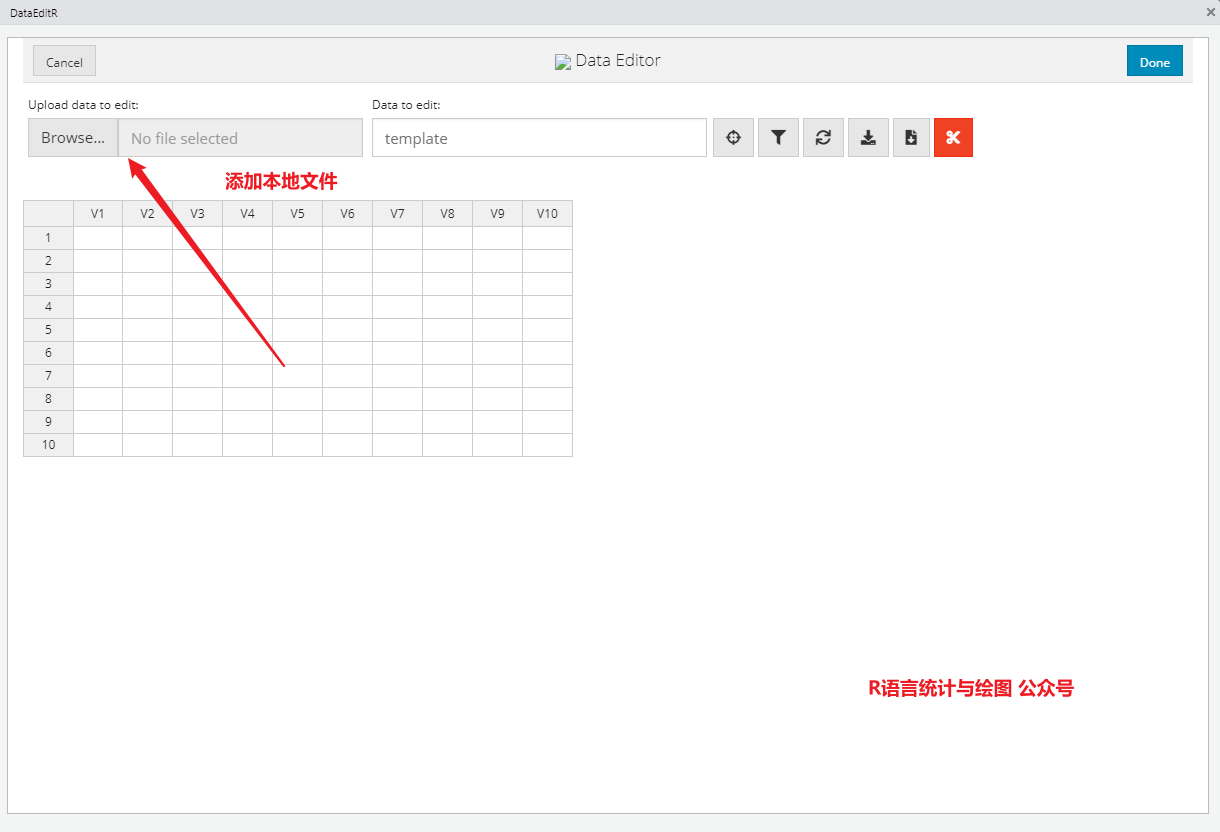 DataEditR
Cancel
Data Editor
Done
Upload data to edit:
Data to edit:
Browse...
No file selected
template
添加本地文件
V1 V2 V3 V4 V5 V6 V7 V8 V9 V10
1
2
3
4
5
6
7
8
9
10
R语言统计与绘图 公众号